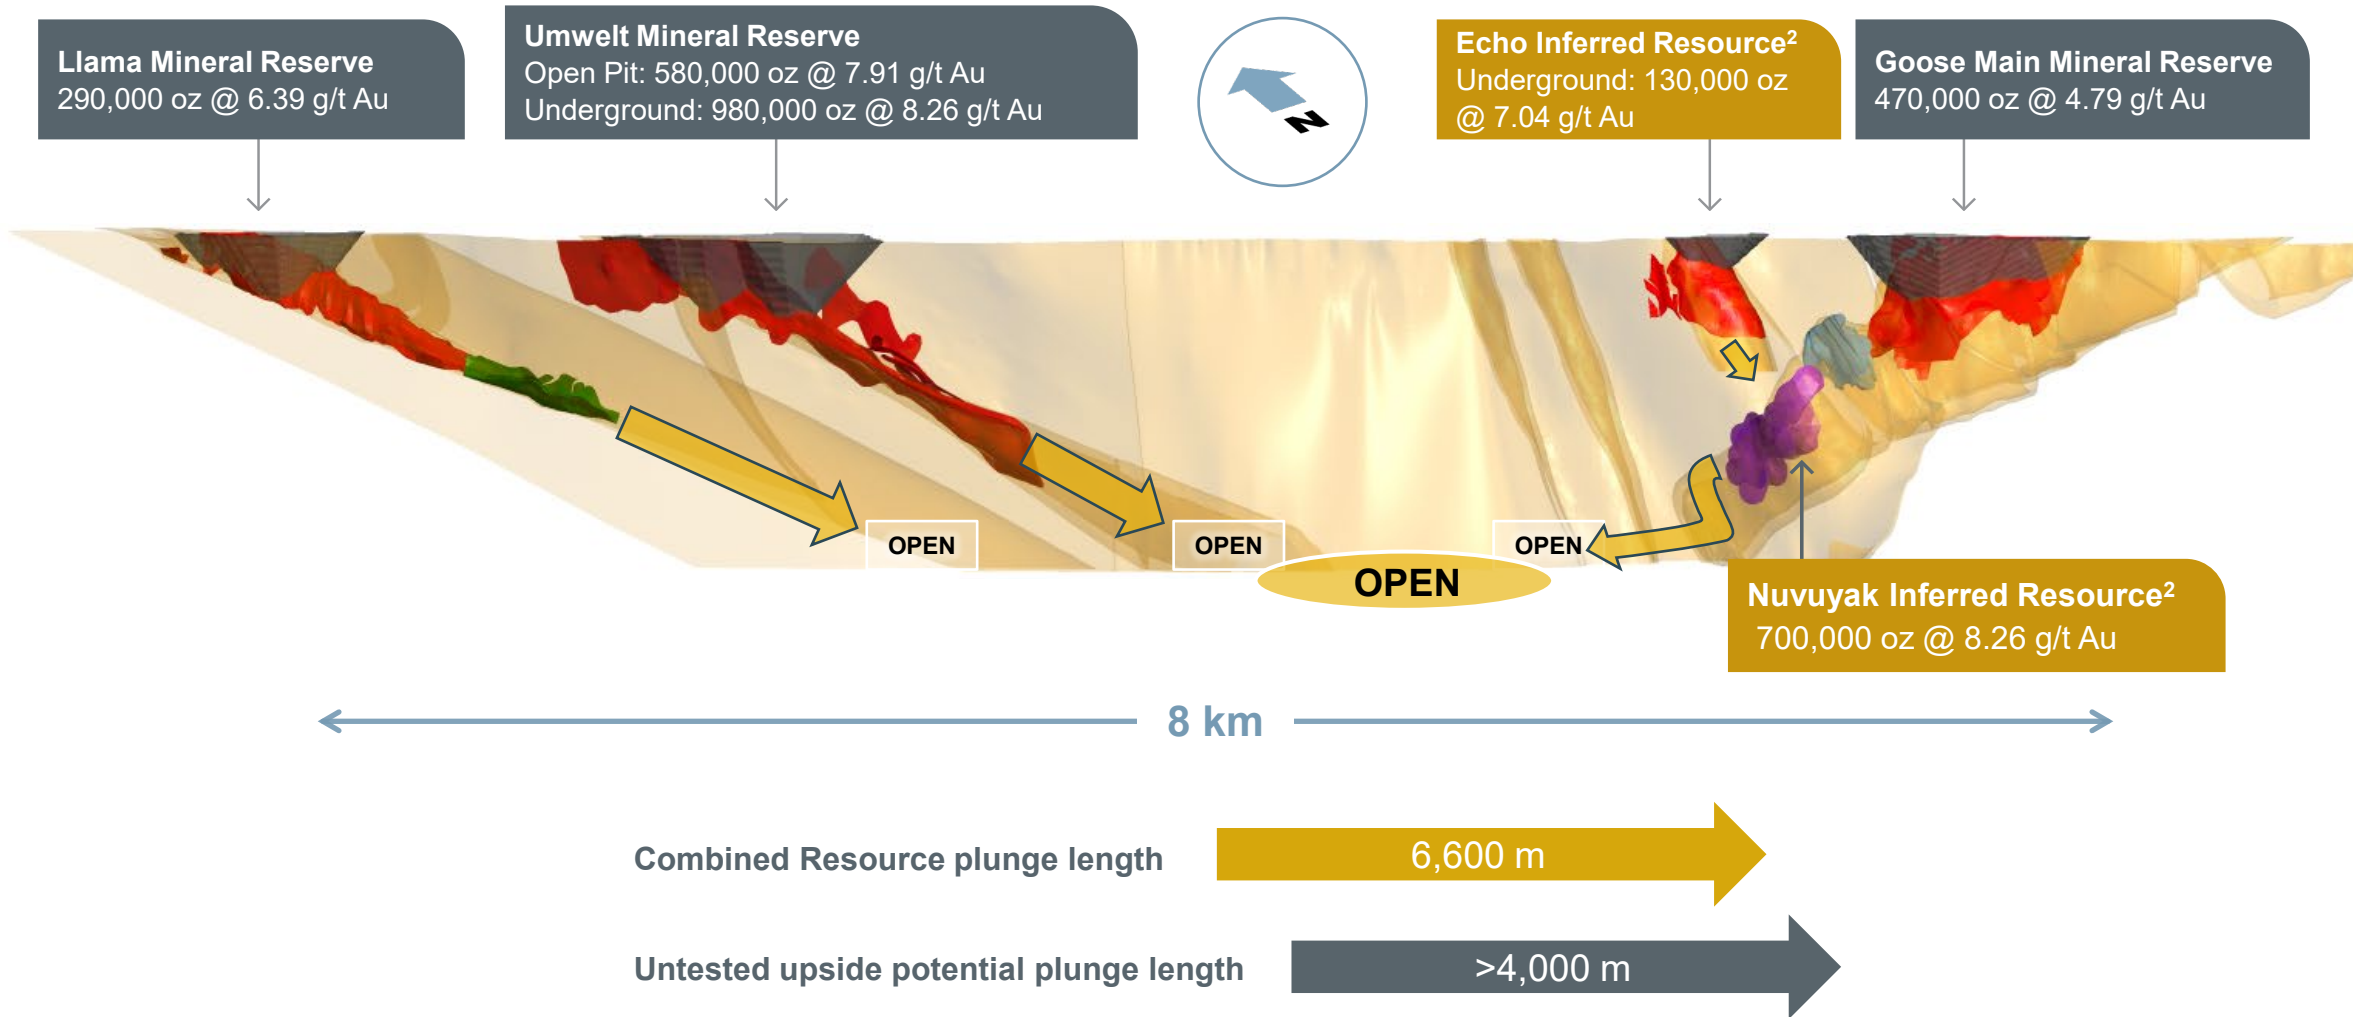 Llama Mineral Reserve
290,000 oz @ 6.39 g/t Au
Umwelt Mineral Reserve
Open Pit: 580,000 oz @ 7.91 g/t Au
Underground: 980,000 oz @ 8.26 g/t Au
N
Echo Inferred Resource²
Underground: 130,000 oz
@ 7.04 g/t Au
Goose Main Mineral Reserve
470,000 oz @ 4.79 g/t Au
OPEN
OPEN
OPEN
OPEN
Nuvuyak Inferred Resource²
700,000 oz @ 8.26 g/t Au
8 km
Combined Resource plunge length
6,600 m
Untested upside potential plunge length
>4,000 m